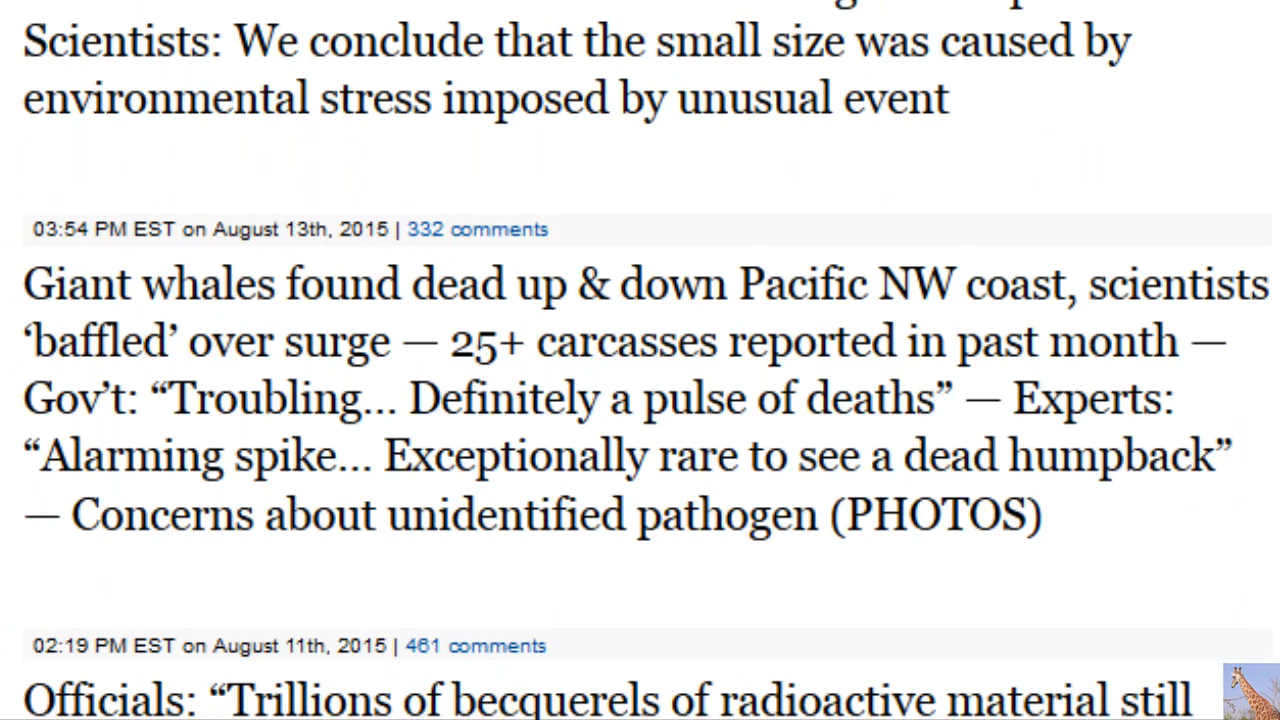 Scientists: We conclude that the small size was caused by
environmental stress imposed by unusual event
03:54 PM EST on August 13th, 2015 | 332 comments
Giant whales found dead up & down Pacific NW coast, scientists
‘baffled’ over surge — 25+ carcasses reported in past month —
Gov’t: “Troubling… Definitely a pulse of deaths” — Experts:
“Alarming spike… Exceptionally rare to see a dead humpback”
— Concerns about unidentified pathogen (PHOTOS)
02:19 PM EST on August 11th, 2015 | 461 comments
Officials: “Trillions of becquerels of radioactive material still